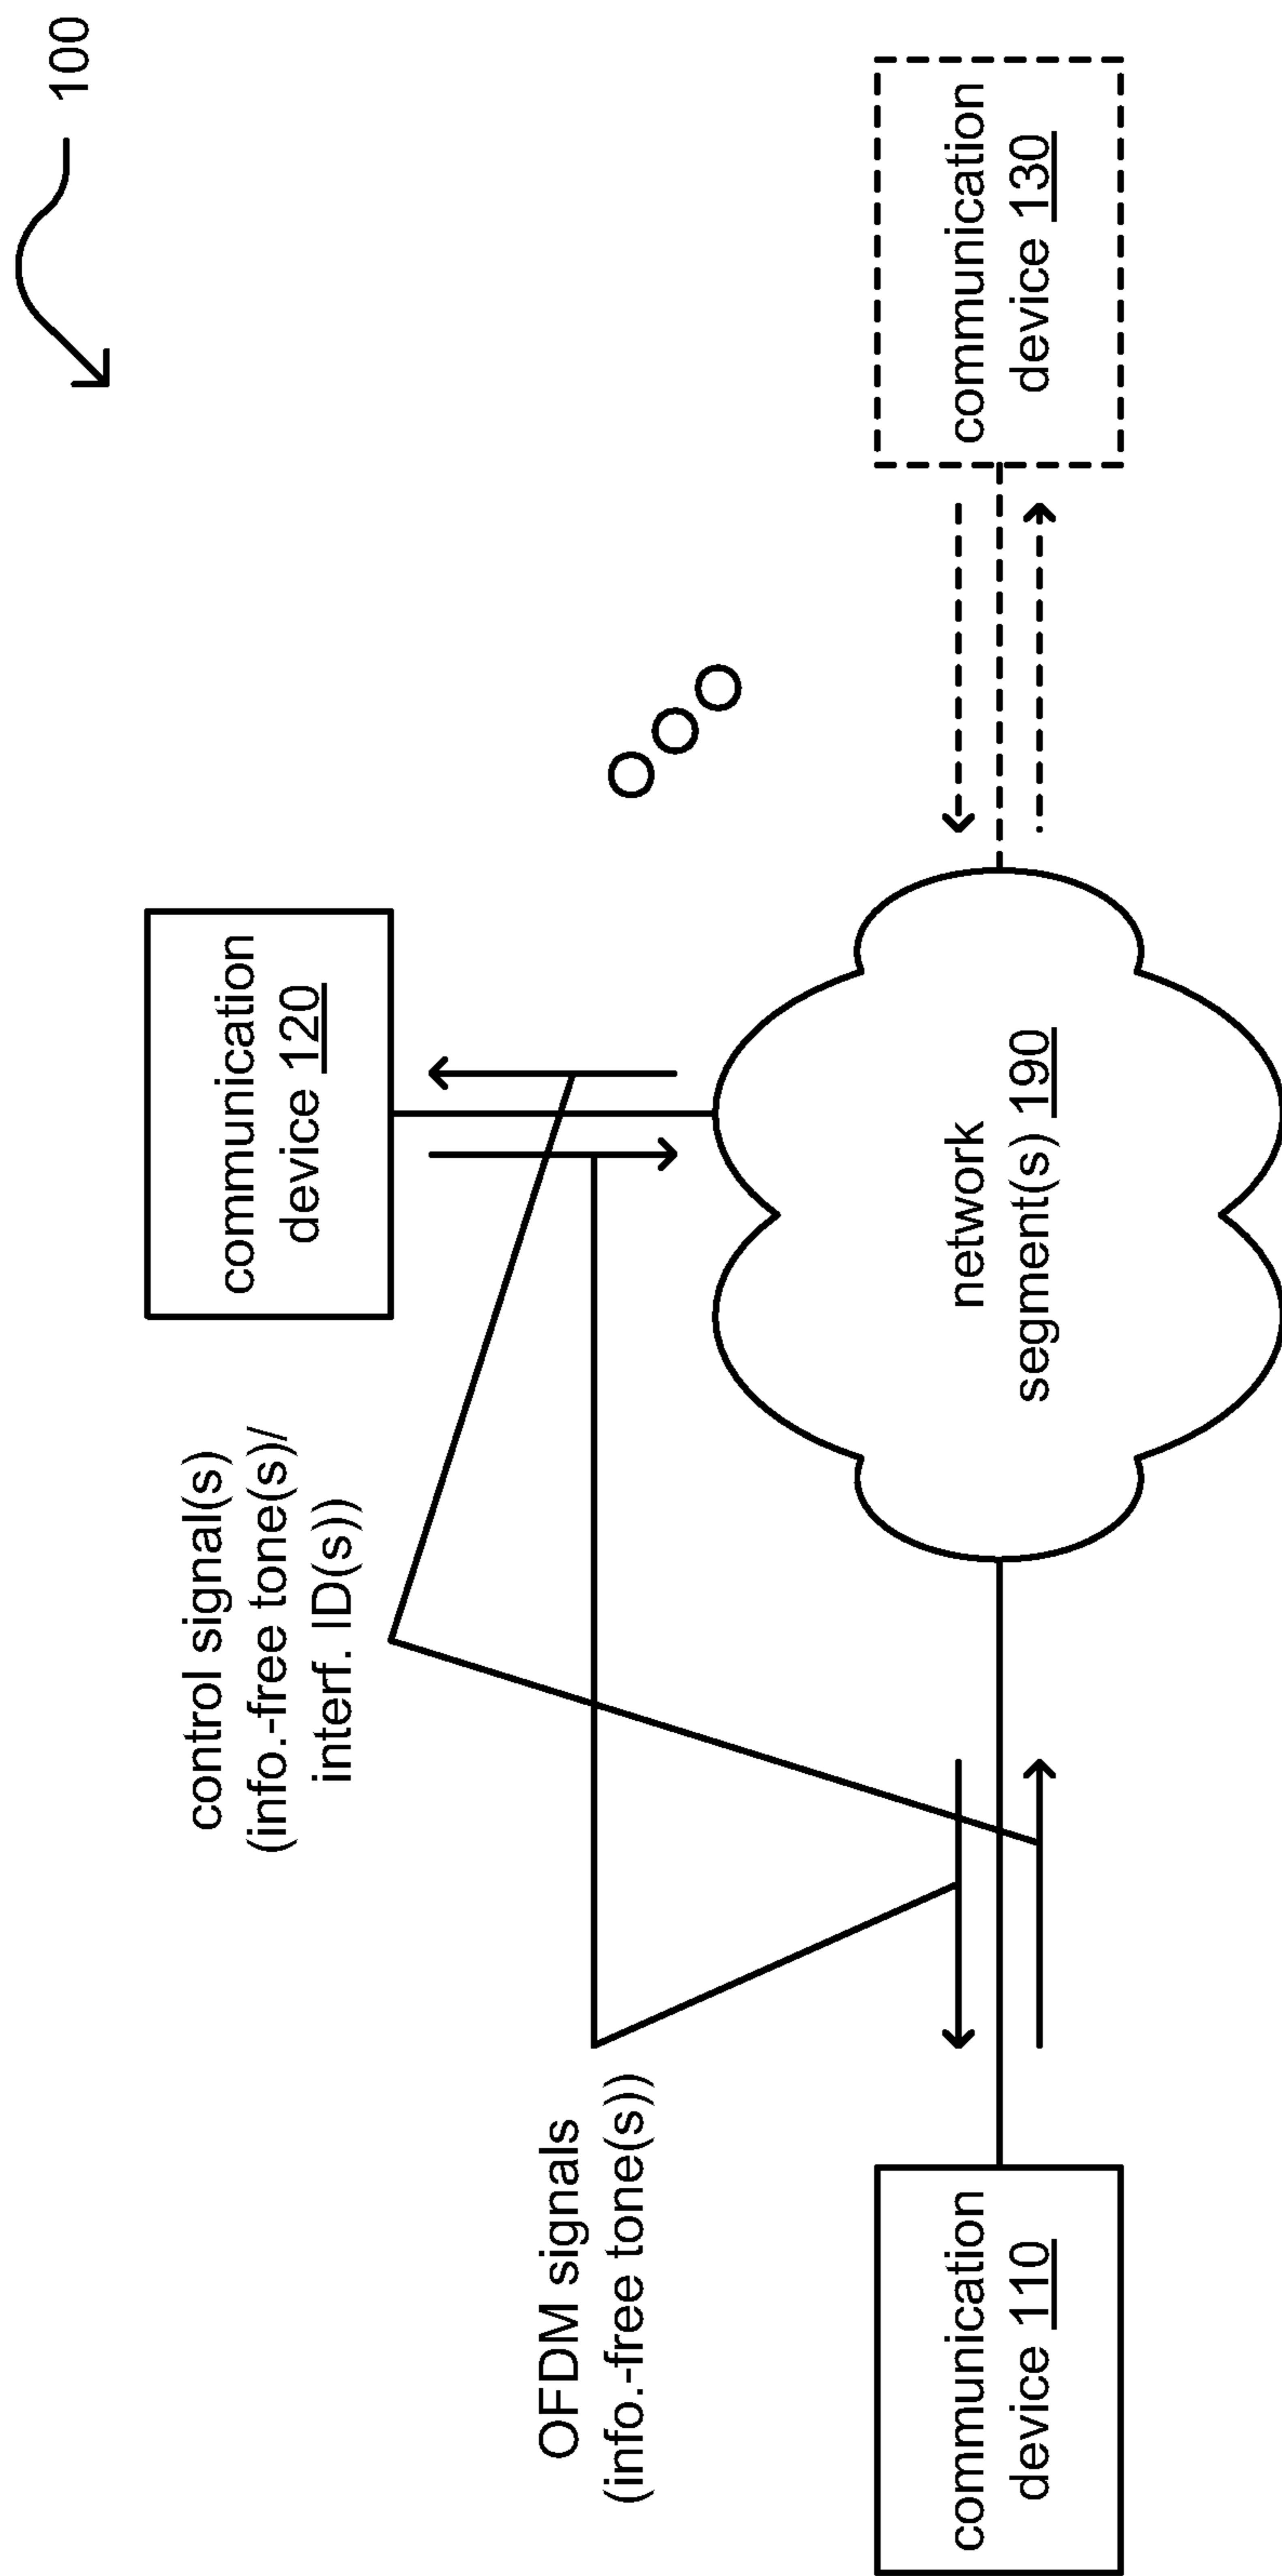 100
control signal(s)
(info.-free tone(s)/
interf. ID(s))
communication
device 120
OFDM signals
(info.-free tone(s))
communication
device 110
network
segment(s) 190
communication
device 130